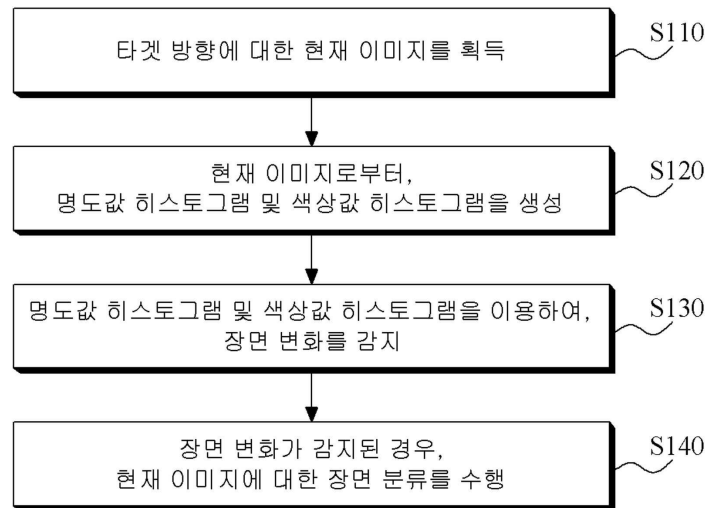 타겟 방향에 대한 현재 이미지를 획득
S110
현재 이미지로부터,
명도값 히스토그램 및 색상값 히스토그램을 생성
S120
명도값 히스토그램 및 색상값 히스토그램을 이용하여,
장면 변화를 감지
S130
장면 변화가 감지된 경우,
현재 이미지에 대한 장면 분류를 수행
S140